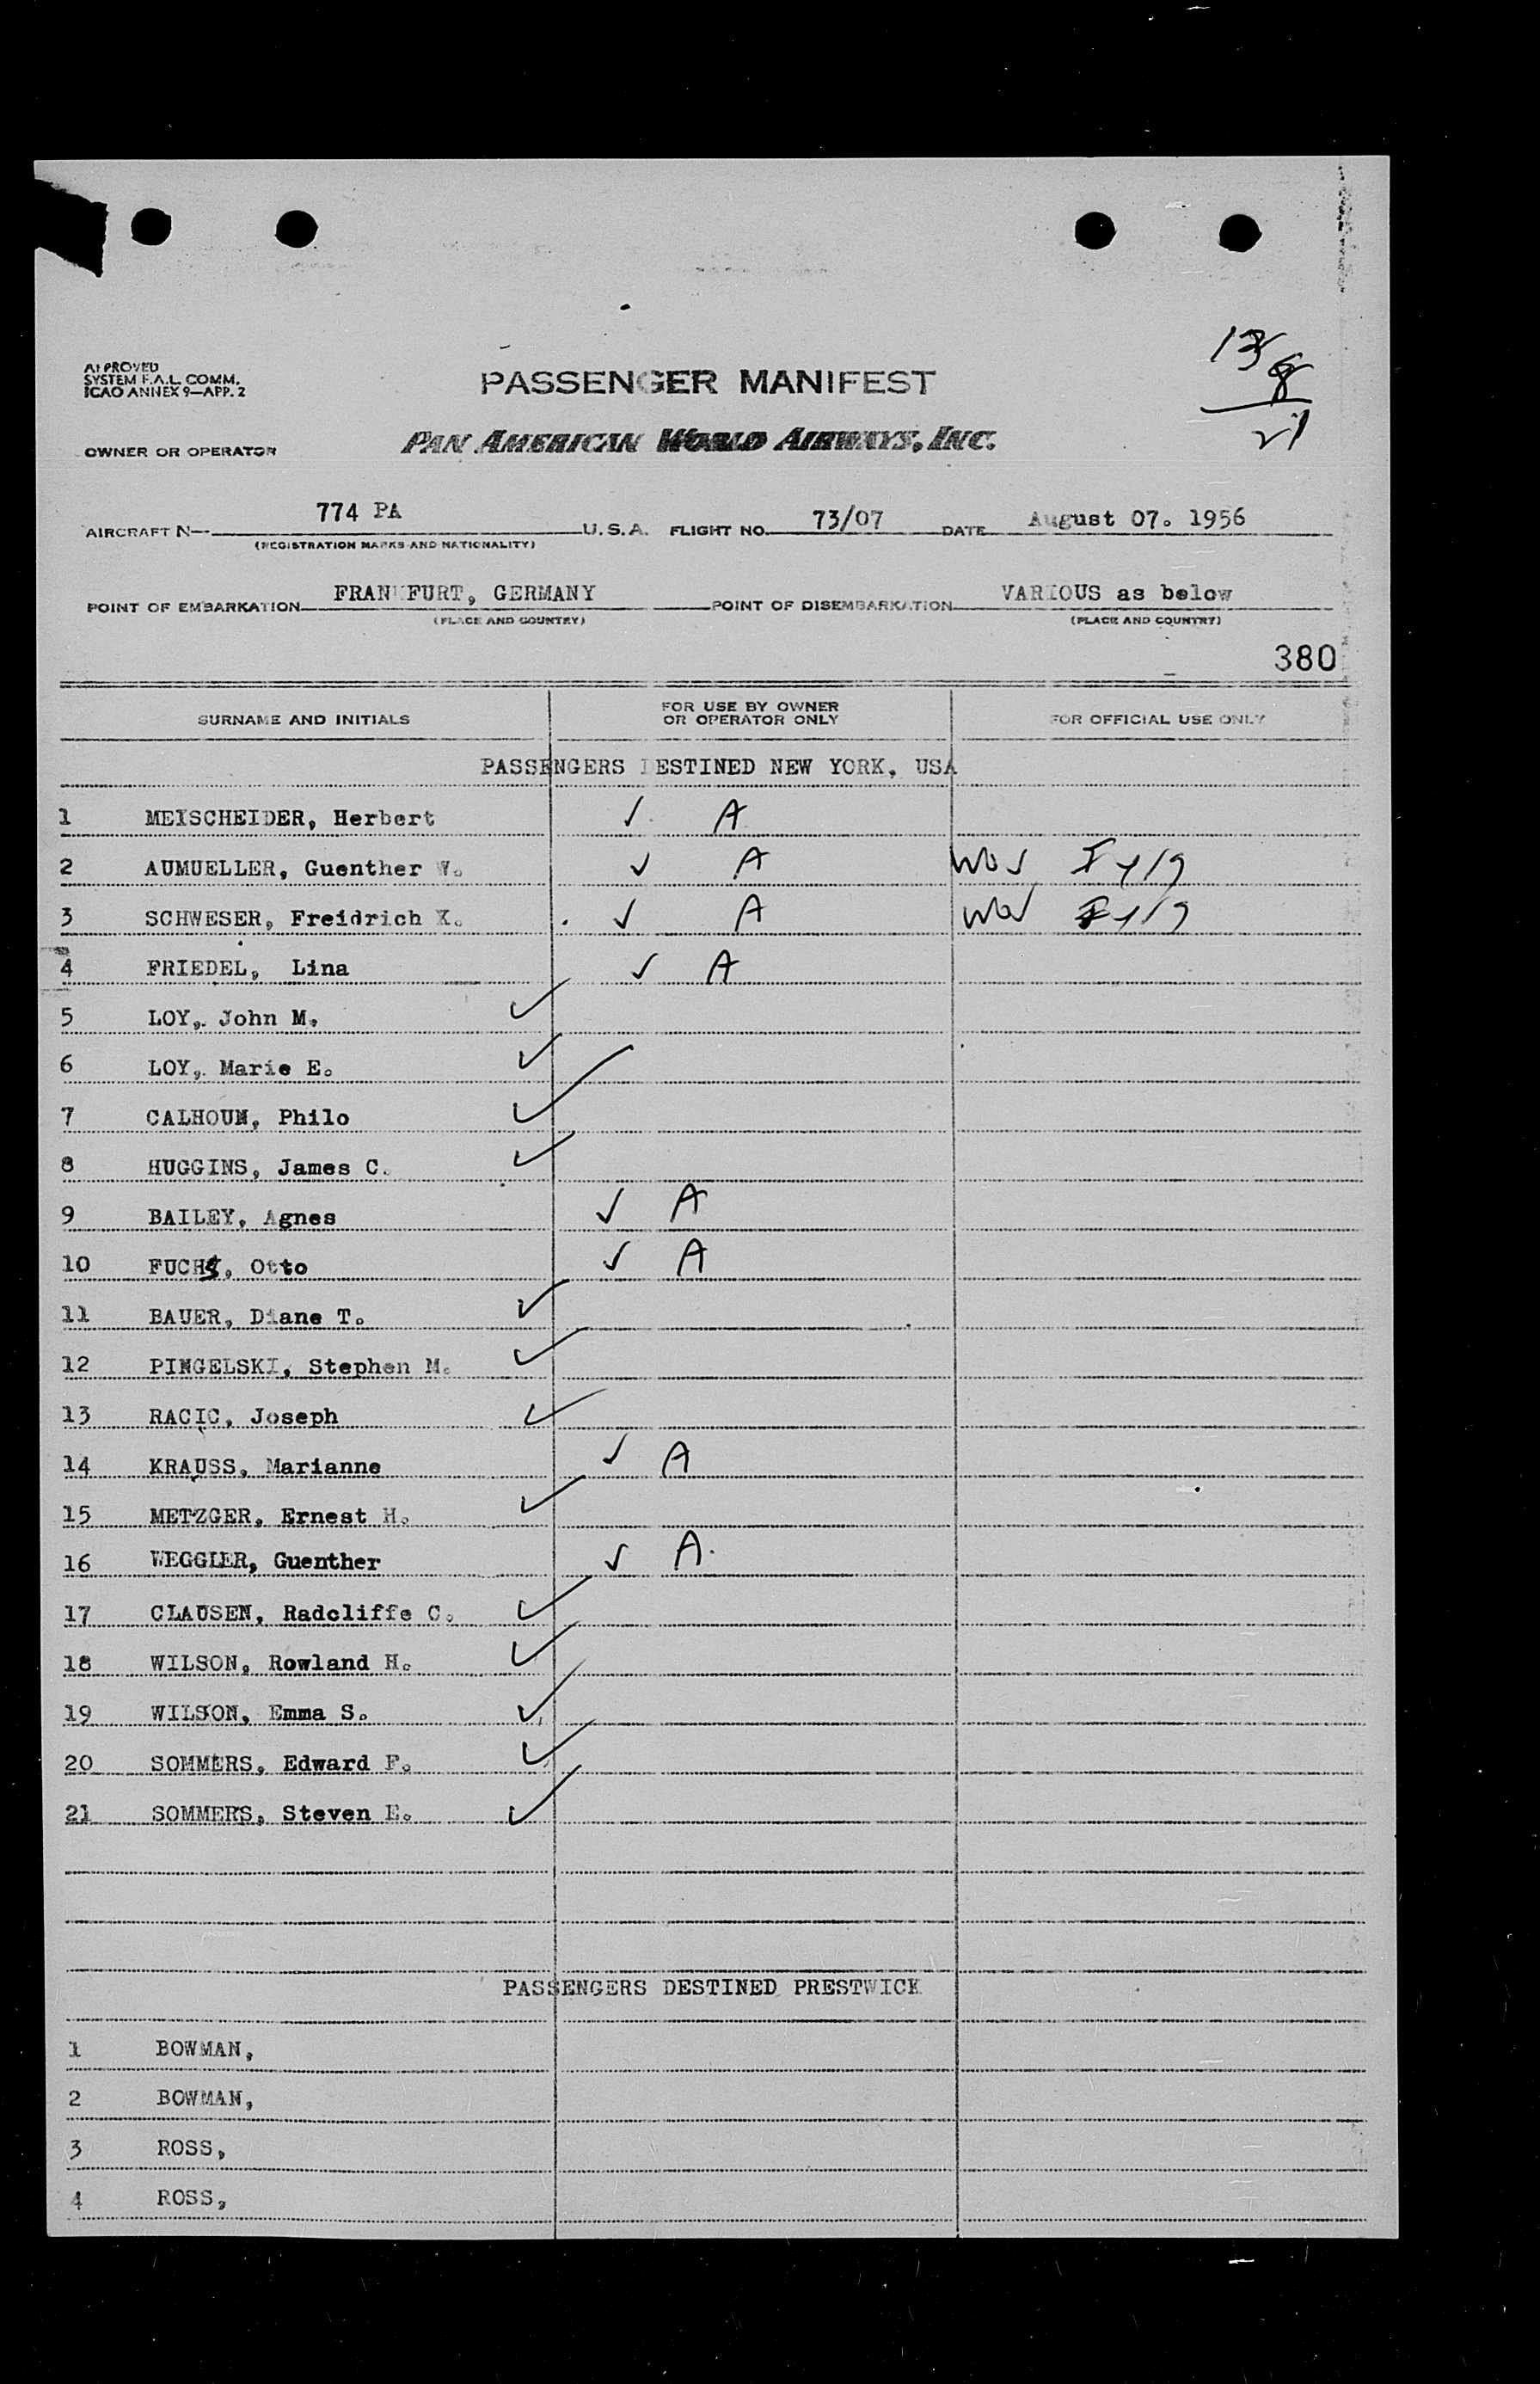 13
8
21
APPROVED
SYSTEM F.A.L. COMM.
ICAO ANNEX 9—APP. 2
PASSENGER MANIFEST
OWNER OR OPERATOR PAN AMERICAN WORLD AIRWAYS, INC.
AIRCRAFT N— 774 PA U.S.A. FLIGHT NO. 73/07 DATE August 07. 1956
(REGISTRATION MARKS AND NATIONALITY)
POINT OF EMBARKATION FRANKFURT, GERMANY POINT OF DISEMBARKATION VARIOUS as below
(PLACE AND COUNTRY) (PLACE AND COUNTRY)
380
SURNAME AND INITIALS FOR USE BY OWNER OR OPERATOR ONLY FOR OFFICIAL USE ONLY
PASSENGERS DESTINED NEW YORK, USA
1 MEISCHEIDER, Herbert ✓ A
2 AUMUELLER, Guenther W. ✓ A
3 SCHWESER, Freidrich K. ✓ A
4 FRIEDEL, Lina ✓ A
5 LOY, John M. ✓
6 LOY, Marie E. ✓
7 CALHOUN, Philo ✓
8 HUGGINS, James C. ✓
9 BAILEY, Agnes ✓ A
10 FUCHS, Otto ✓ A
11 BAUER, Diane T. ✓
12 PINGELSKI, Stephen M. ✓
13 RACIC, Joseph ✓
14 KRAUSS, Marianne ✓ A
15 METZGER, Ernest H. ✓
16 WEGGLER, Guenther ✓ A.
17 CLAUSEN, Radcliffe C. ✓
18 WILSON, Rowland H. ✓
19 WILSON, Emma S. ✓
20 SOMMERS, Edward F. ✓
21 SOMMERS, Steven E. ✓
PASSENGERS DESTINED PRESTWICK
1 BOWMAN,
2 BOWMAN,
3 ROSS,
4 ROSS,